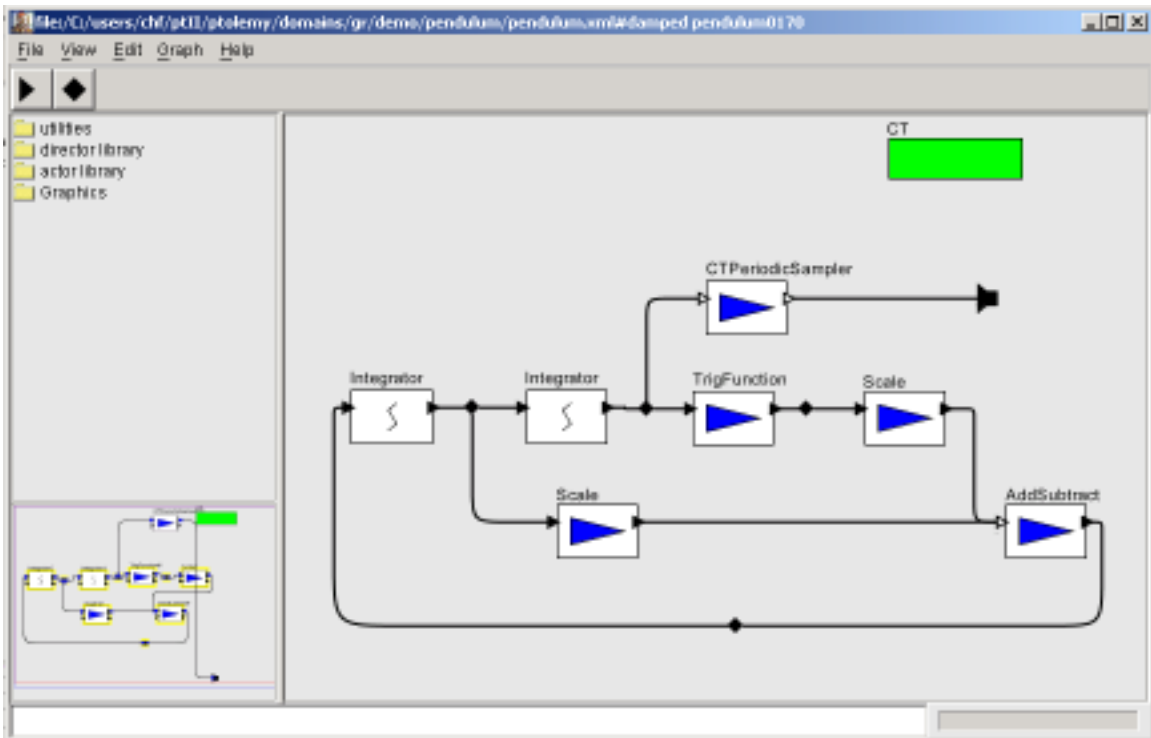 file:/C:/users/chf/ptII/ptolemy/domains/gr/demo/pendulum/pendulum.xml#damped pendulum0170
File View Edit Graph Help
utilities
director library
actor library
Graphics
CT
CTPeriodicSampler
Integrator Integrator TrigFunction Scale
Scale AddSubtract